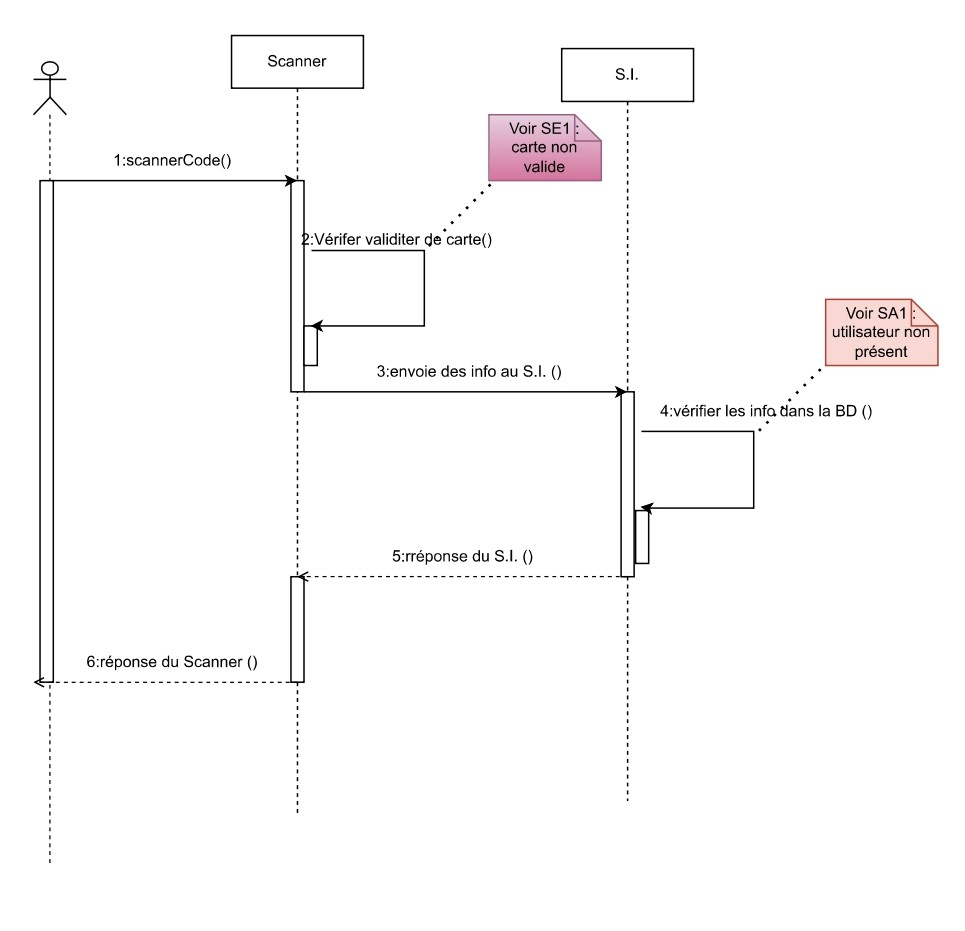 Scanner
S.I.
Voir SE1 :
carte non
valide
1:scannerCode()
2:Vérifer validiter de carte()
Voir SA1 :
utilisateur non
présent
3:envoie des info au S.I. ()
4:vérifier les info dans la BD ()
5:rréponse du S.I. ()
6:réponse du Scanner ()